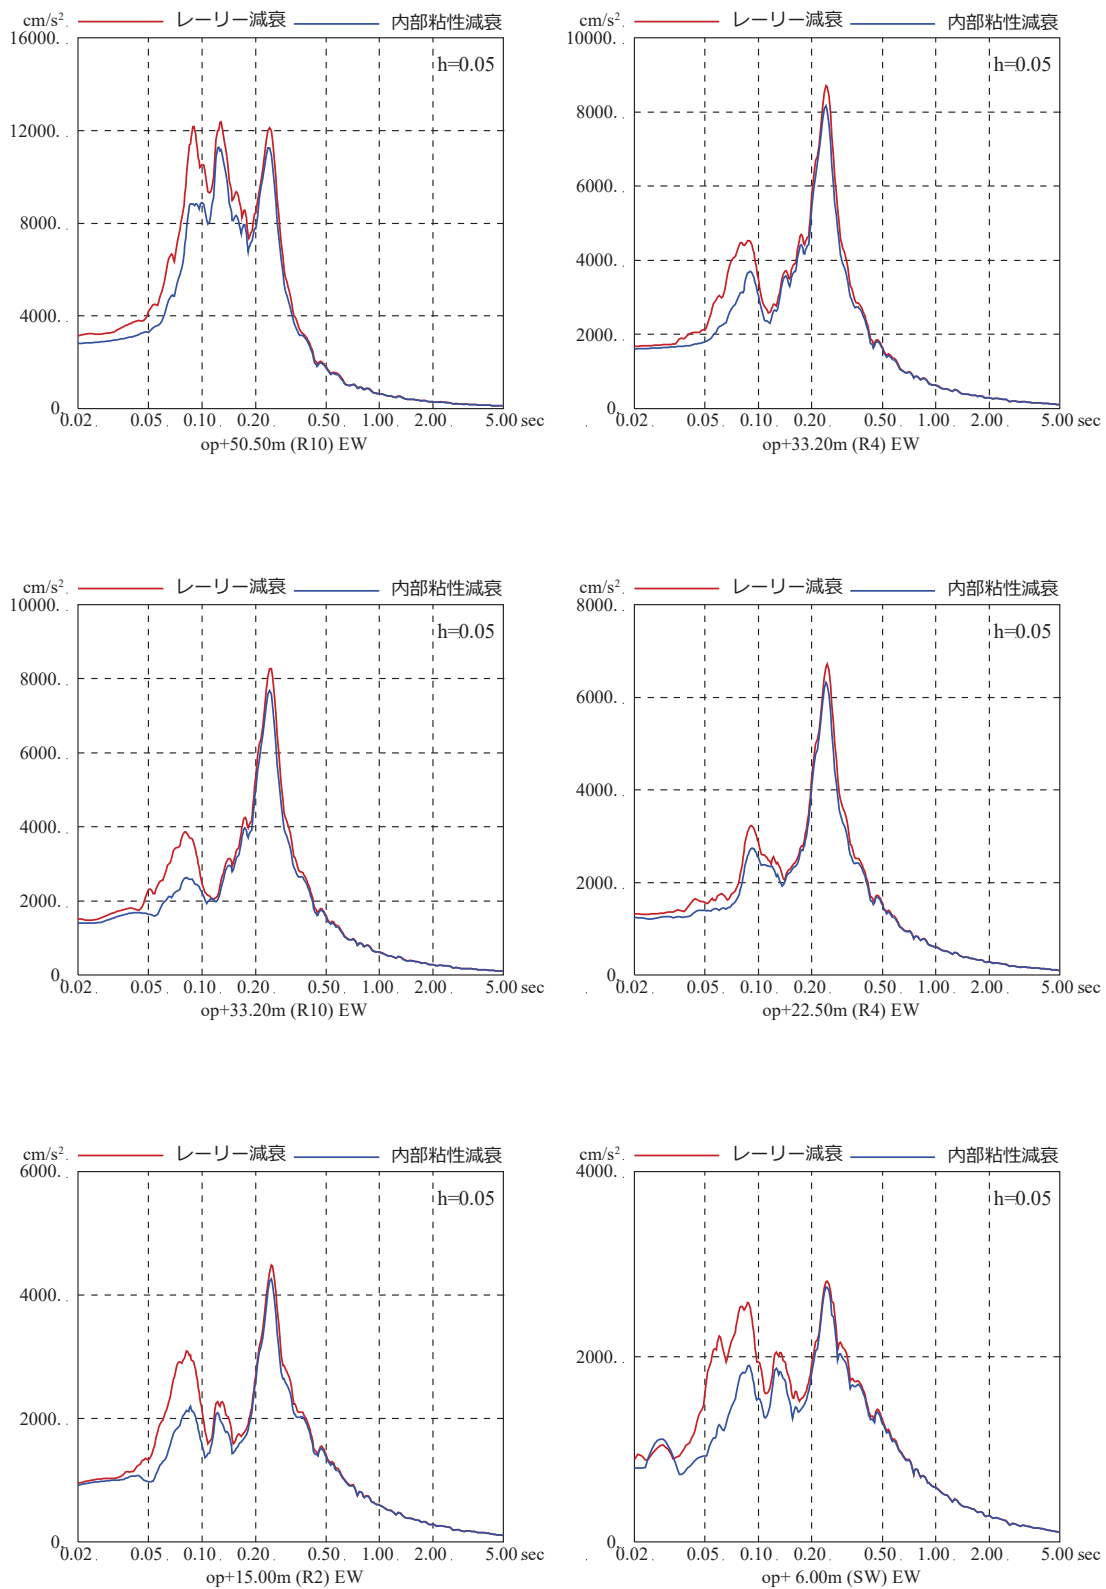 cm/s². レーリー減衰 内部粘性減衰
16000.
h=0.05
12000.
8000.
4000.
0.
0.02 0.05 0.10 0.20 0.50 1.00 2.00 5.00 sec
op+50.50m (R10) EW
cm/s². レーリー減衰 内部粘性減衰
10000.
h=0.05
8000.
6000.
4000.
2000.
0.
0.02 0.05 0.10 0.20 0.50 1.00 2.00 5.00 sec
op+33.20m (R4) EW
cm/s². レーリー減衰 内部粘性減衰
10000.
h=0.05
8000.
6000.
4000.
2000.
0.
0.02 0.05 0.10 0.20 0.50 1.00 2.00 5.00 sec
op+33.20m (R10) EW
cm/s². レーリー減衰 内部粘性減衰
8000.
h=0.05
6000.
4000.
2000.
0.
0.02 0.05 0.10 0.20 0.50 1.00 2.00 5.00 sec
op+22.50m (R4) EW
cm/s². レーリー減衰 内部粘性減衰
6000.
h=0.05
4000.
2000.
0.
0.02 0.05 0.10 0.20 0.50 1.00 2.00 5.00 sec
op+15.00m (R2) EW
cm/s². レーリー減衰 内部粘性減衰
4000.
h=0.05
2000.
0.
0.02 0.05 0.10 0.20 0.50 1.00 2.00 5.00 sec
op+ 6.00m (SW) EW